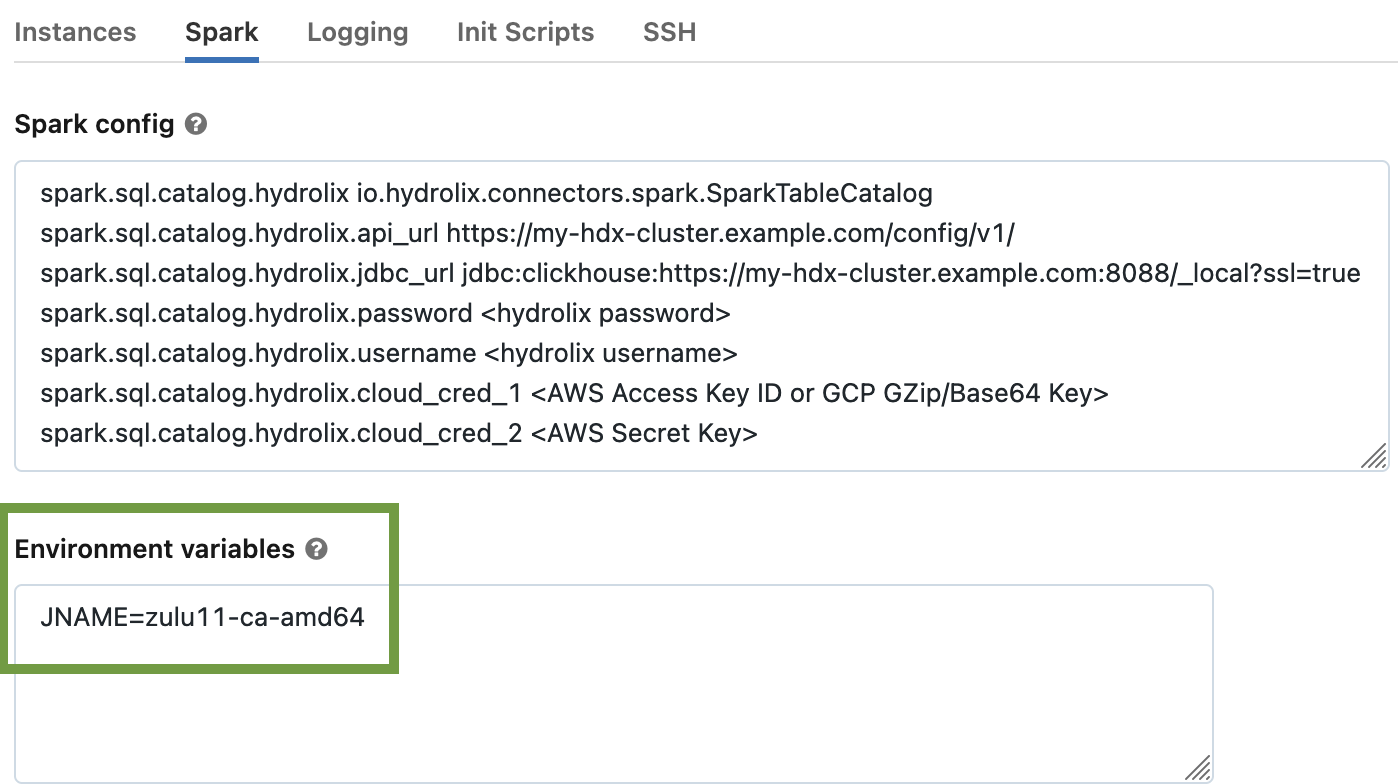 Instances Spark Logging Init Scripts SSH
Spark config ?
spark.sql.catalog.hydrolix io.hydrolix.connectors.spark.SparkTableCatalog
spark.sql.catalog.hydrolix.api_url https://my-hdx-cluster.example.com/config/v1/
spark.sql.catalog.hydrolix.jdbc_url jdbc:clickhouse:https://my-hdx-cluster.example.com:8088/_local?ssl=true
spark.sql.catalog.hydrolix.password <hydrolix password>
spark.sql.catalog.hydrolix.username <hydrolix username>
spark.sql.catalog.hydrolix.cloud_cred_1 <AWS Access Key ID or GCP GZip/Base64 Key>
spark.sql.catalog.hydrolix.cloud_cred_2 <AWS Secret Key>
Environment variables ?
JNAME=zulu11-ca-amd64